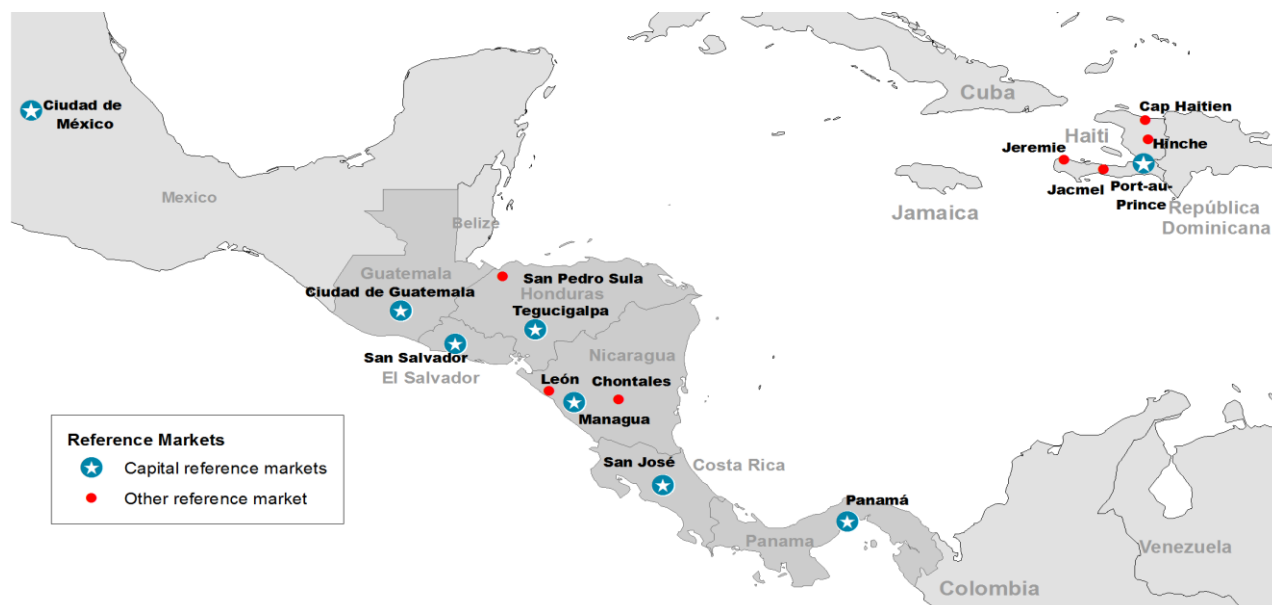 Cuba
Cap Haitien
Ciudad de
México
Haiti
Hinche
Jeremie
Jacmel
Port-au-
Prince
República
Dominicana
Mexico
Jamaica
Belize
Guatemala
Ciudad de Guatemala
San Pedro Sula
Honduras
Tegucigalpa
San Salvador
El Salvador
Nicaragua
León
Chontales
Managua
San José
Costa Rica
Panamá
Panama
Venezuela
Colombia
Reference Markets
Capital reference markets
Other reference market